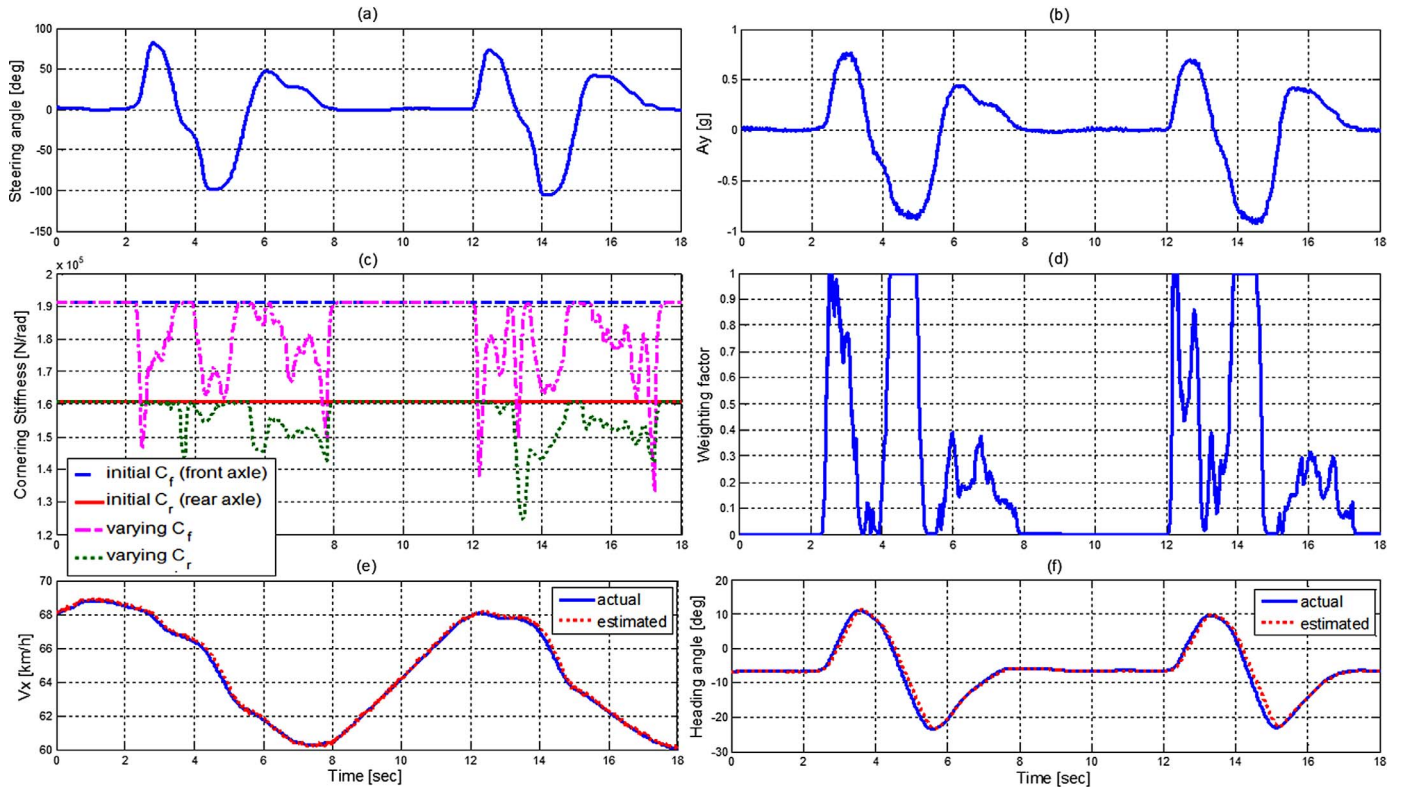 (a)
Steering angle [deg]
100
50
0
-50
-100
-150
0 2 4 6 8 10 12 14 16 18
(b)
Ay [g]
1
0.5
0
-0.5
-1
0 2 4 6 8 10 12 14 16 18
(c)
x 10^5
Cornering Stiffness [N/rad]
2
1.9
1.8
1.7
1.6
1.5
1.4
1.3
1.2
initial C_f (front axle)
initial C_r (rear axle)
varying C_f
varying C_r
8 10 12 14 16 18
(d)
Weighting factor
1
0.9
0.8
0.7
0.6
0.5
0.4
0.3
0.2
0.1
0
0 2 4 6 8 10 12 14 16 18
(e)
Vx [km/h]
70
68
66
64
62
60
actual
estimated
0 2 4 6 8 10 12 14 16 18
Time [sec]
(f)
Heading angle [deg]
20
10
0
-10
-20
-30
actual
estimated
0 2 4 6 8 10 12 14 16 18
Time [sec]